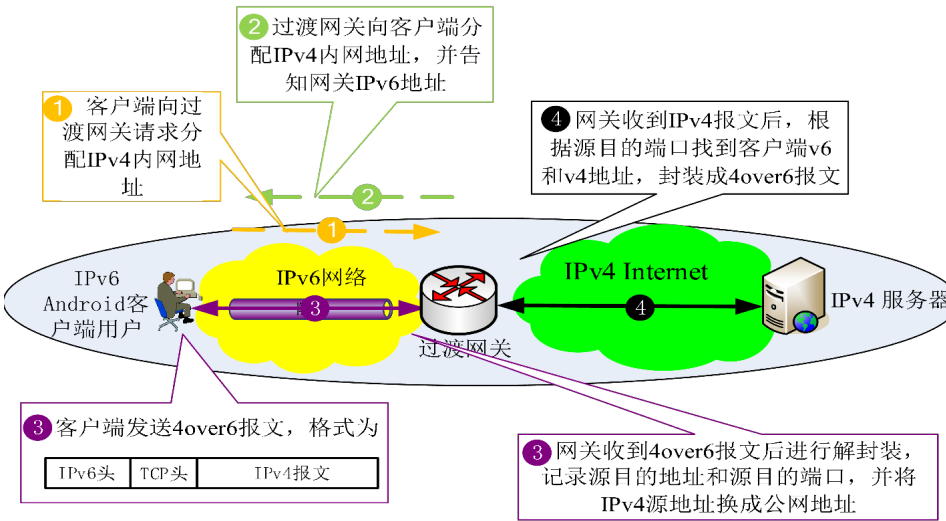 2 过渡网关向客户端分
配IPv4内网地址，并告
知网关IPv6地址
1 客户端向过
渡网关请求分
配IPv4内网地
址
4 网关收到IPv4报文后，根
据源目的端口找到客户端v6
和v4地址，封装成4over6报文
2
1
IPv6
Android客
户端用户
IPv6网络
3
过渡网关
IPv4 Internet
4
IPv4 服务器
3 客户端发送4over6报文，格式为
IPv6头 TCP头 IPv4报文
3 网关收到4over6报文后进行解封装，
记录源目的地址和源目的端口，并将
IPv4源地址换成公网地址